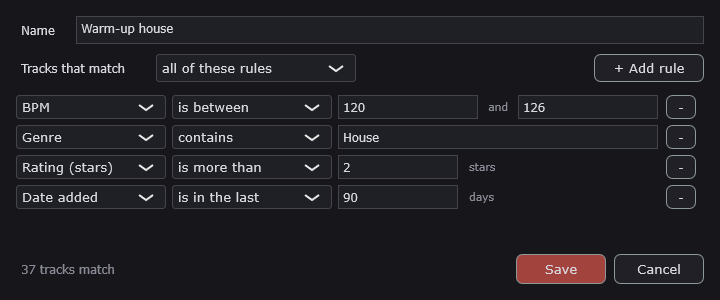 Name Warm-up house
Tracks that match all of these rules + Add rule
BPM is between 120 and 126 -
Genre contains House -
Rating (stars) is more than 2 stars -
Date added is in the last 90 days -
37 tracks match Save Cancel